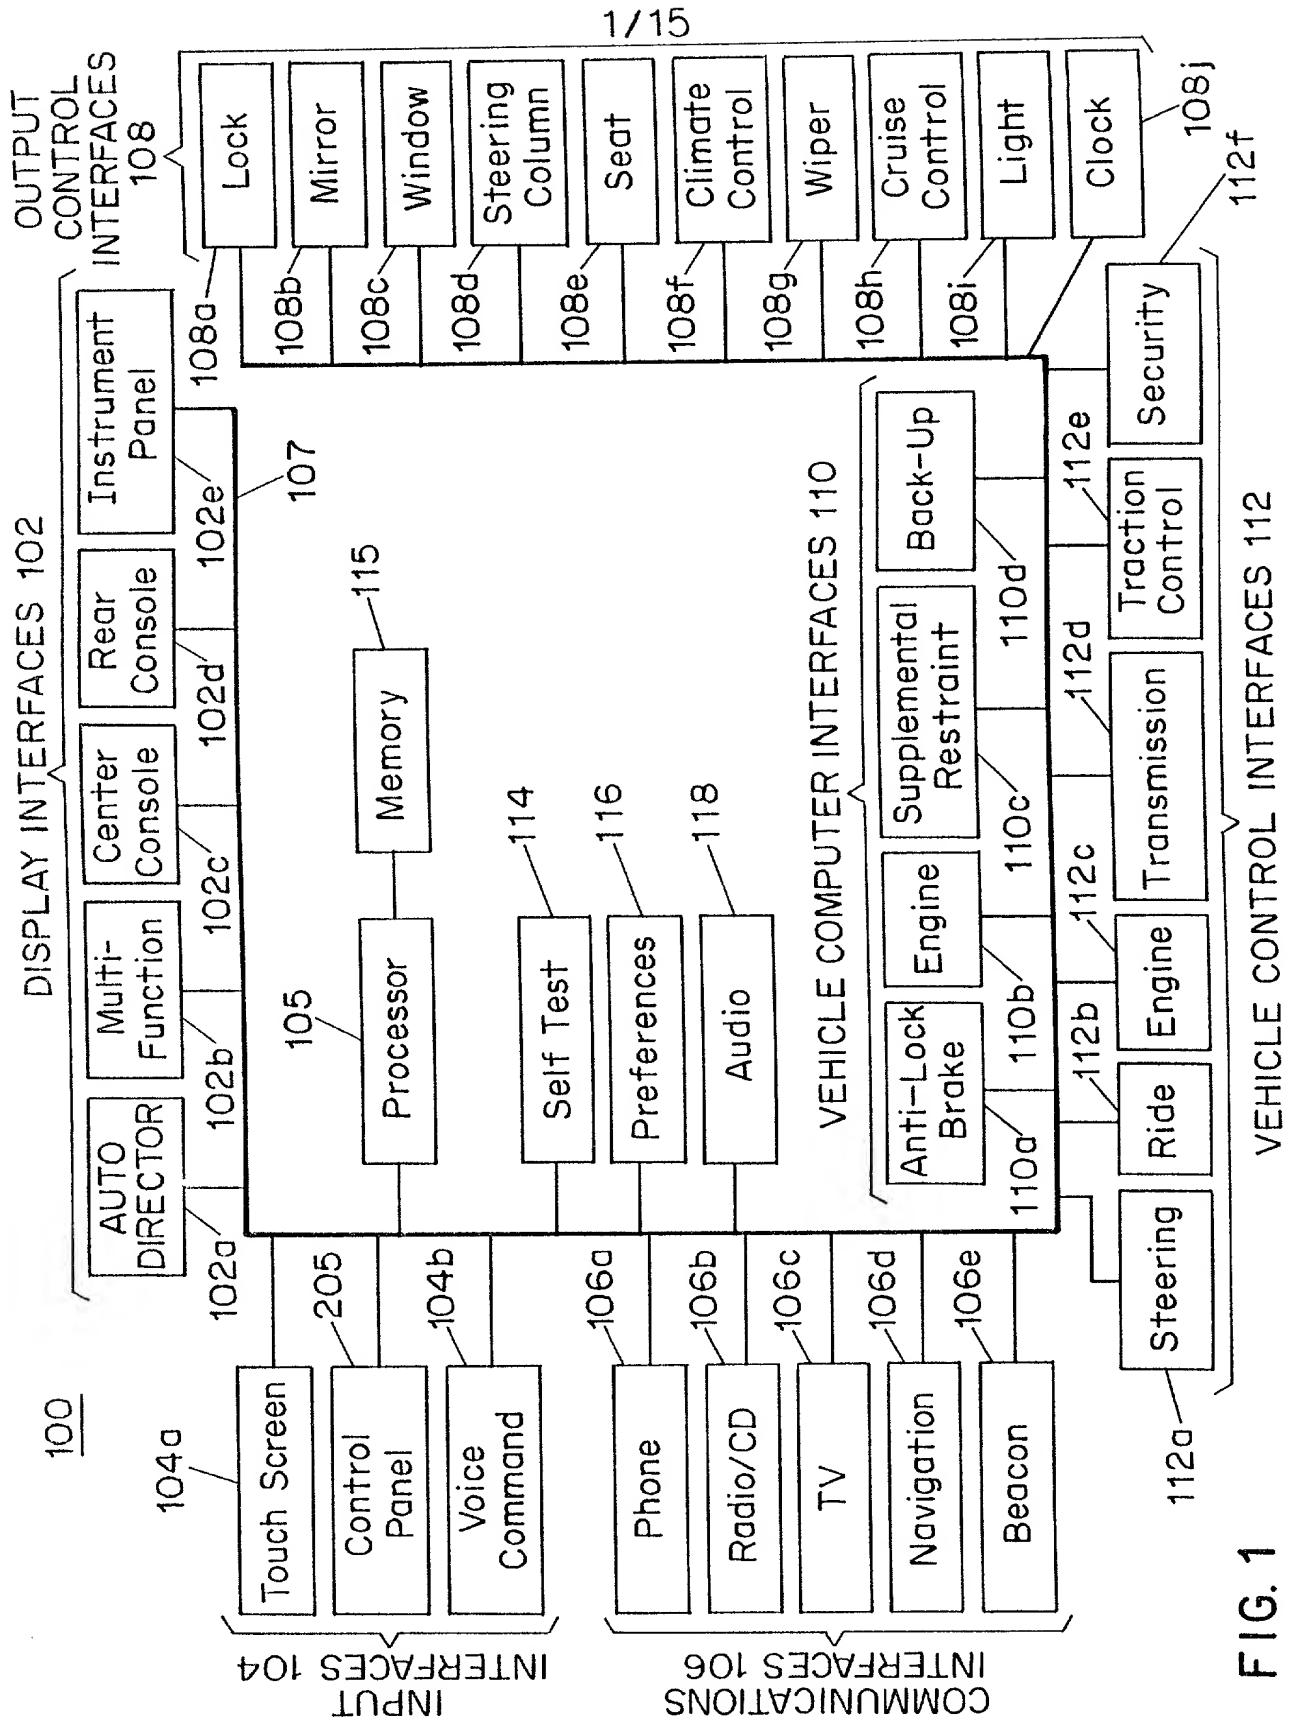 1/15
100
DISPLAY INTERFACES 102
AUTO
DIRECTOR
102a
Multi-
Function
102b
Center
Console
102c
Rear
Console
102d
Instrument
Panel
102e
107
OUTPUT
CONTROL
INTERFACES
108
Lock
108a
Mirror
108b
Window
108c
Steering
Column
108d
Seat
108e
Climate
Control
108f
Wiper
108g
Cruise
Control
108h
Light
108i
Clock
108j
INPUT
INTERFACES 104
Touch Screen
104a
Control
Panel
205
Voice
Command
104b
COMMUNICATIONS
INTERFACES 106
Phone
106a
Radio/CD
106b
TV
106c
Navigation
106d
Beacon
106e
Processor
105
Memory
115
Self Test
114
Preferences
116
Audio
118
VEHICLE COMPUTER INTERFACES 110
Anti-Lock
Brake
110a
Engine
110b
Supplemental
Restraint
110c
Back-Up
110d
Steering
112a
Ride
112b
Engine
112c
Transmission
112d
Traction
Control
112e
Security
112f
VEHICLE CONTROL INTERFACES 112
FIG. 1